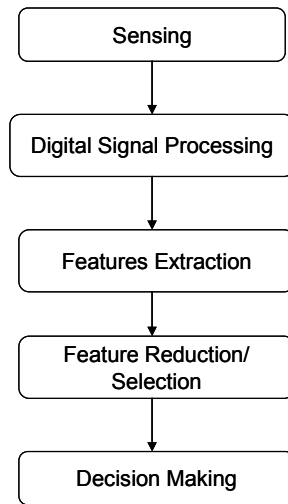 Sensing
Digital Signal Processing
Features Extraction
Feature Reduction/
Selection
Decision Making